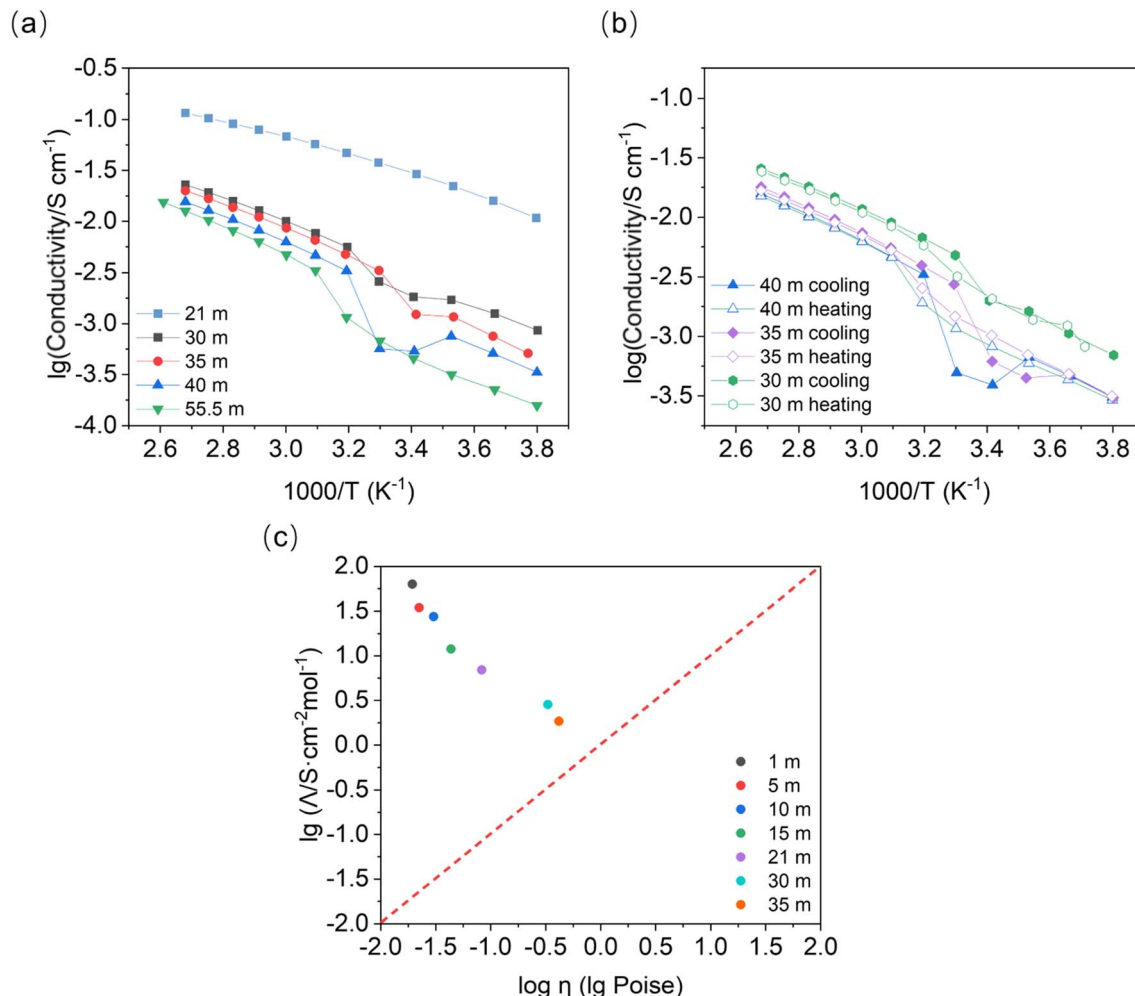 (a)
lg(Conductivity/S cm⁻¹)
-0.5
-1.0
-1.5
-2.0
-2.5
-3.0
-3.5
-4.0
21 m
30 m
35 m
40 m
55.5 m
2.6 2.8 3.0 3.2 3.4 3.6 3.8
1000/T (K⁻¹)
(b)
log(Conductivity/S cm⁻¹)
-1.0
-1.5
-2.0
-2.5
-3.0
-3.5
40 m cooling
40 m heating
35 m cooling
35 m heating
30 m cooling
30 m heating
2.6 2.8 3.0 3.2 3.4 3.6 3.8
1000/T (K⁻¹)
(c)
lg (Λ/S·cm⁻²mol⁻¹)
2.0
1.5
1.0
0.5
0.0
-0.5
-1.0
-1.5
-2.0
1 m
5 m
10 m
15 m
21 m
30 m
35 m
-2.0 -1.5 -1.0 -0.5 0.0 0.5 1.0 1.5 2.0
log η (lg Poise)